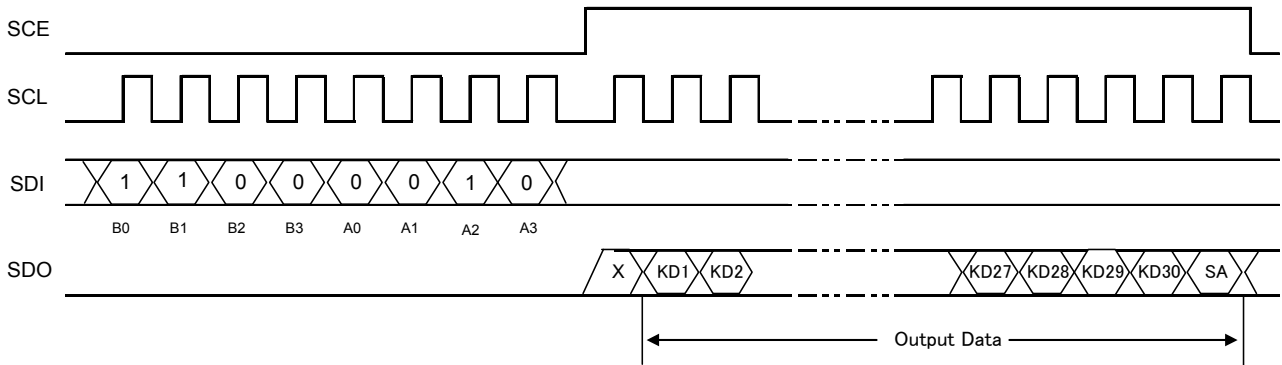 SCE
SCL
SDI 1 1 0 0 0 0 1 0
B0 B1 B2 B3 A0 A1 A2 A3
SDO X KD1 KD2 KD27 KD28 KD29 KD30 SA
Output Data